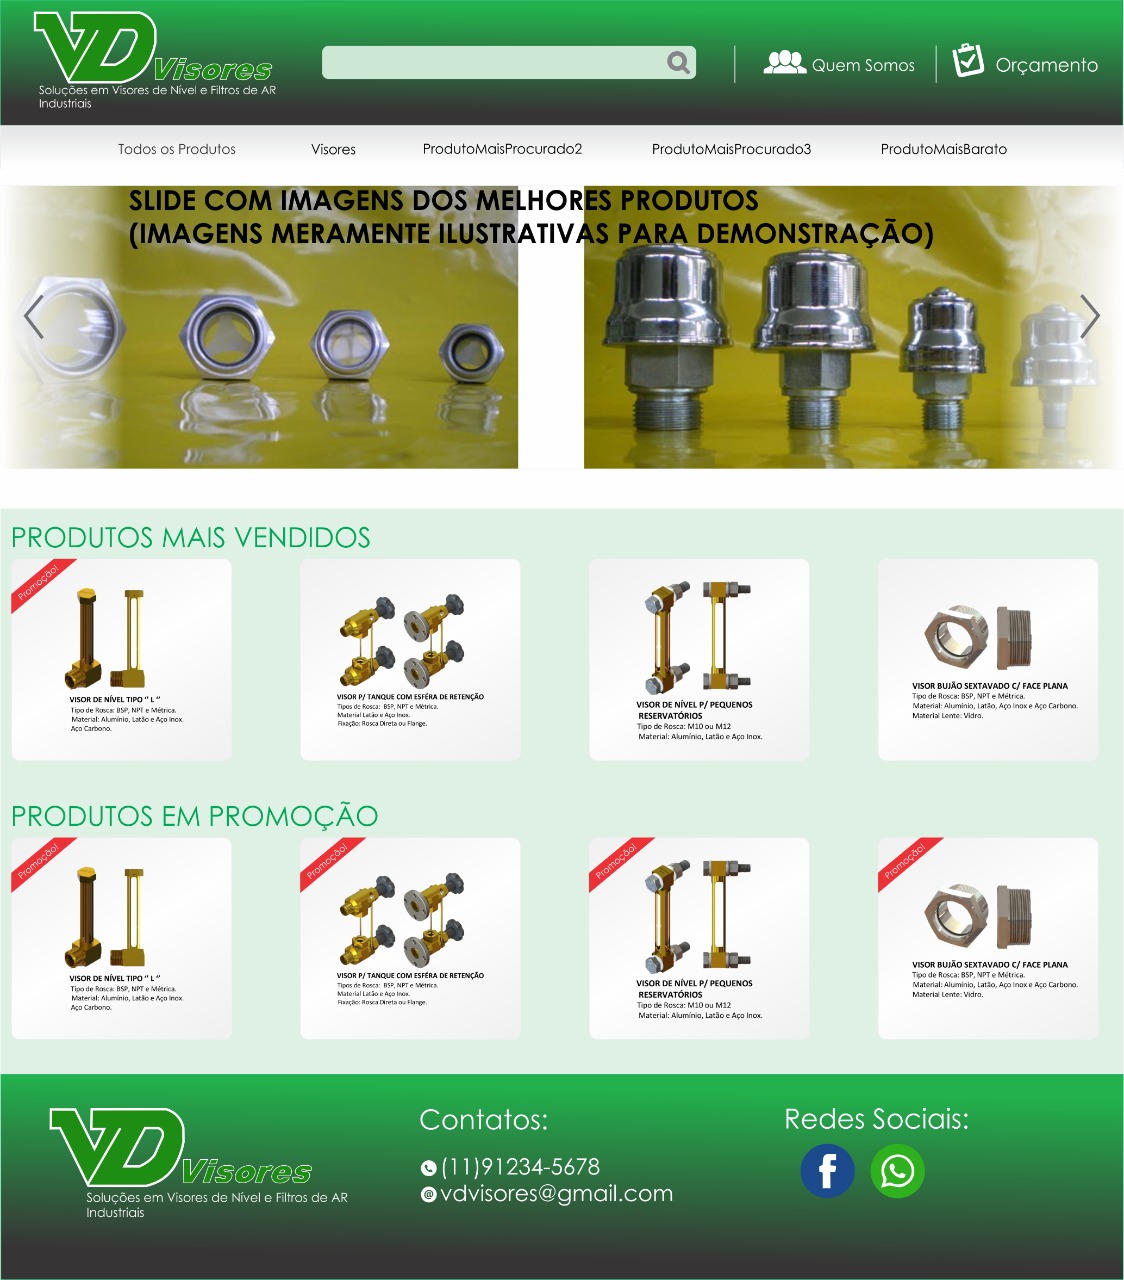 VD Visores
Soluções em Visores de Nível e Filtros de AR
Industriais
Quem Somos
Orçamento
Todos os Produtos
Visores
ProdutoMaisProcurado2
ProdutoMaisProcurado3
ProdutoMaisBarato
SLIDE COM IMAGENS DOS MELHORES PRODUTOS
(IMAGENS MERAMENTE ILUSTRATIVAS PARA DEMONSTRAÇÃO)
PRODUTOS MAIS VENDIDOS
Promoção!
VISOR DE NÍVEL TIPO “ L “
Tipo de Rosca: BSP, NPT e Métrica.
Material: Alumínio, Latão e Aço Inox.
Aço Carbono.
VISOR P/ TANQUE COM ESFÉRA DE RETENÇÃO
Tipos de Rosca: BSP, NPT e Métrica.
Material Latão e Aço Inox.
Fixação: Rosca Direta ou Flange.
VISOR DE NÍVEL P/ PEQUENOS
RESERVATÓRIOS
Tipo de Rosca: M10 ou M12
Material: Alumínio, Latão e Aço Inox.
VISOR BUJÃO SEXTAVADO C/ FACE PLANA
Tipo de Rosca: BSP, NPT e Métrica.
Material: Alumínio, Latão, Aço Inox e Aço Carbono.
Material Lente: Vidro.
PRODUTOS EM PROMOÇÃO
Promoção!
VISOR DE NÍVEL TIPO “ L “
Tipo de Rosca: BSP, NPT e Métrica.
Material: Alumínio, Latão e Aço Inox.
Aço Carbono.
Promoção!
VISOR P/ TANQUE COM ESFÉRA DE RETENÇÃO
Tipos de Rosca: BSP, NPT e Métrica.
Material Latão e Aço Inox.
Fixação: Rosca Direta ou Flange.
Promoção!
VISOR DE NÍVEL P/ PEQUENOS
RESERVATÓRIOS
Tipo de Rosca: M10 ou M12
Material: Alumínio, Latão e Aço Inox.
Promoção!
VISOR BUJÃO SEXTAVADO C/ FACE PLANA
Tipo de Rosca: BSP, NPT e Métrica.
Material: Alumínio, Latão, Aço Inox e Aço Carbono.
Material Lente: Vidro.
VD Visores
Soluções em Visores de Nível e Filtros de AR
Industriais
Contatos:
(11)91234-5678
@ vdvisores@gmail.com
Redes Sociais:
f